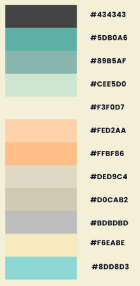 #434343
#5DB0A6
#89B5AF
#CEE5D0
#F3F0D7
#FED2AA
#FFBF86
#DED9C4
#D0CAB2
#BDBDBD
#F6EABE
#8DD8D3